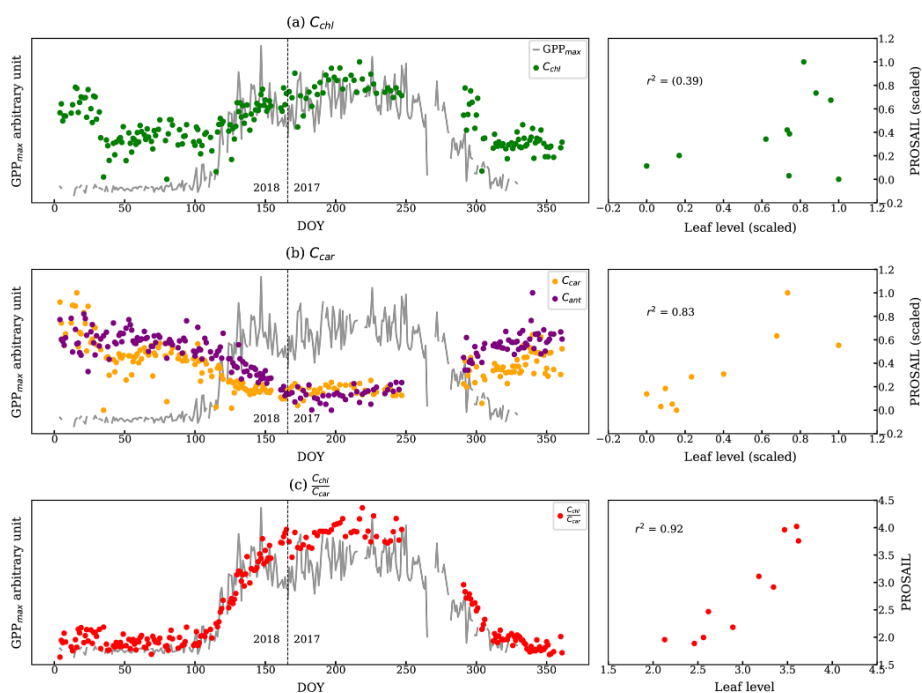 (a) C_chl
GPP_max arbitrary unit
GPP_max
C_chl
2018 2017
0 50 100 150 200 250 300 350
DOY
r² = (0.39)
1.2
1.0
0.8
0.6
0.4
0.2
0.0
−0.2
PROSAIL (scaled)
−0.2 0.0 0.2 0.4 0.6 0.8 1.0 1.2
Leaf level (scaled)
(b) C_car
GPP_max arbitrary unit
C_car
C_ant
2018 2017
0 50 100 150 200 250 300 350
DOY
r² = 0.83
1.2
1.0
0.8
0.6
0.4
0.2
0.0
−0.2
PROSAIL (scaled)
−0.2 0.0 0.2 0.4 0.6 0.8 1.0 1.2
Leaf level (scaled)
(c) C_chl/C_car
GPP_max arbitrary unit
C_chl/C_car
2018 2017
0 50 100 150 200 250 300 350
DOY
r² = 0.92
4.5
4.0
3.5
3.0
2.5
2.0
1.5
PROSAIL
1.5 2.0 2.5 3.0 3.5 4.0 4.5
Leaf level